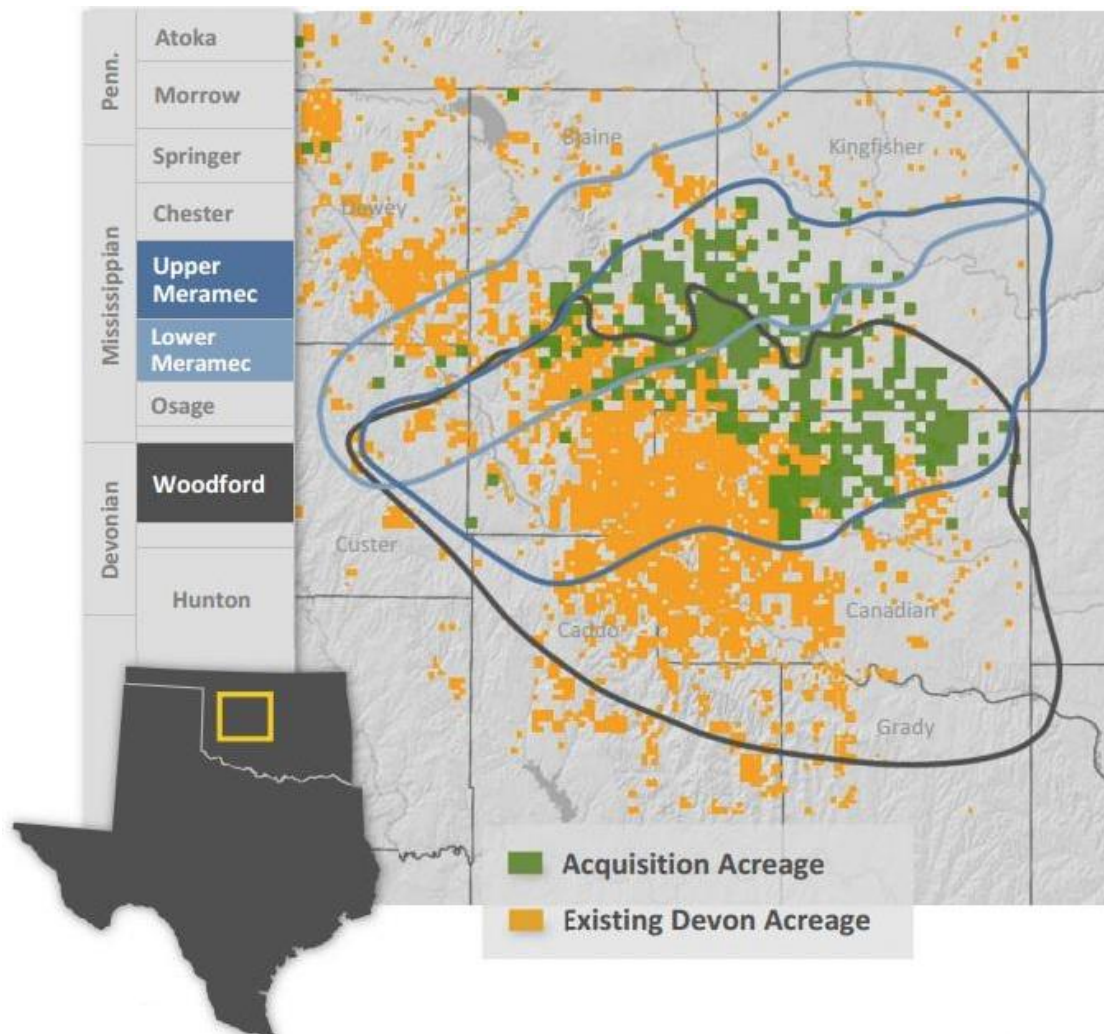 Penn.
Mississippian
Devonian
Atoka
Morrow
Springer
Chester
Upper
Meramec
Lower
Meramec
Osage
Woodford
Hunton
Blaine
Kingfisher
Dewey
Custer
Caddo
Canadian
Grady
Acquisition Acreage
Existing Devon Acreage